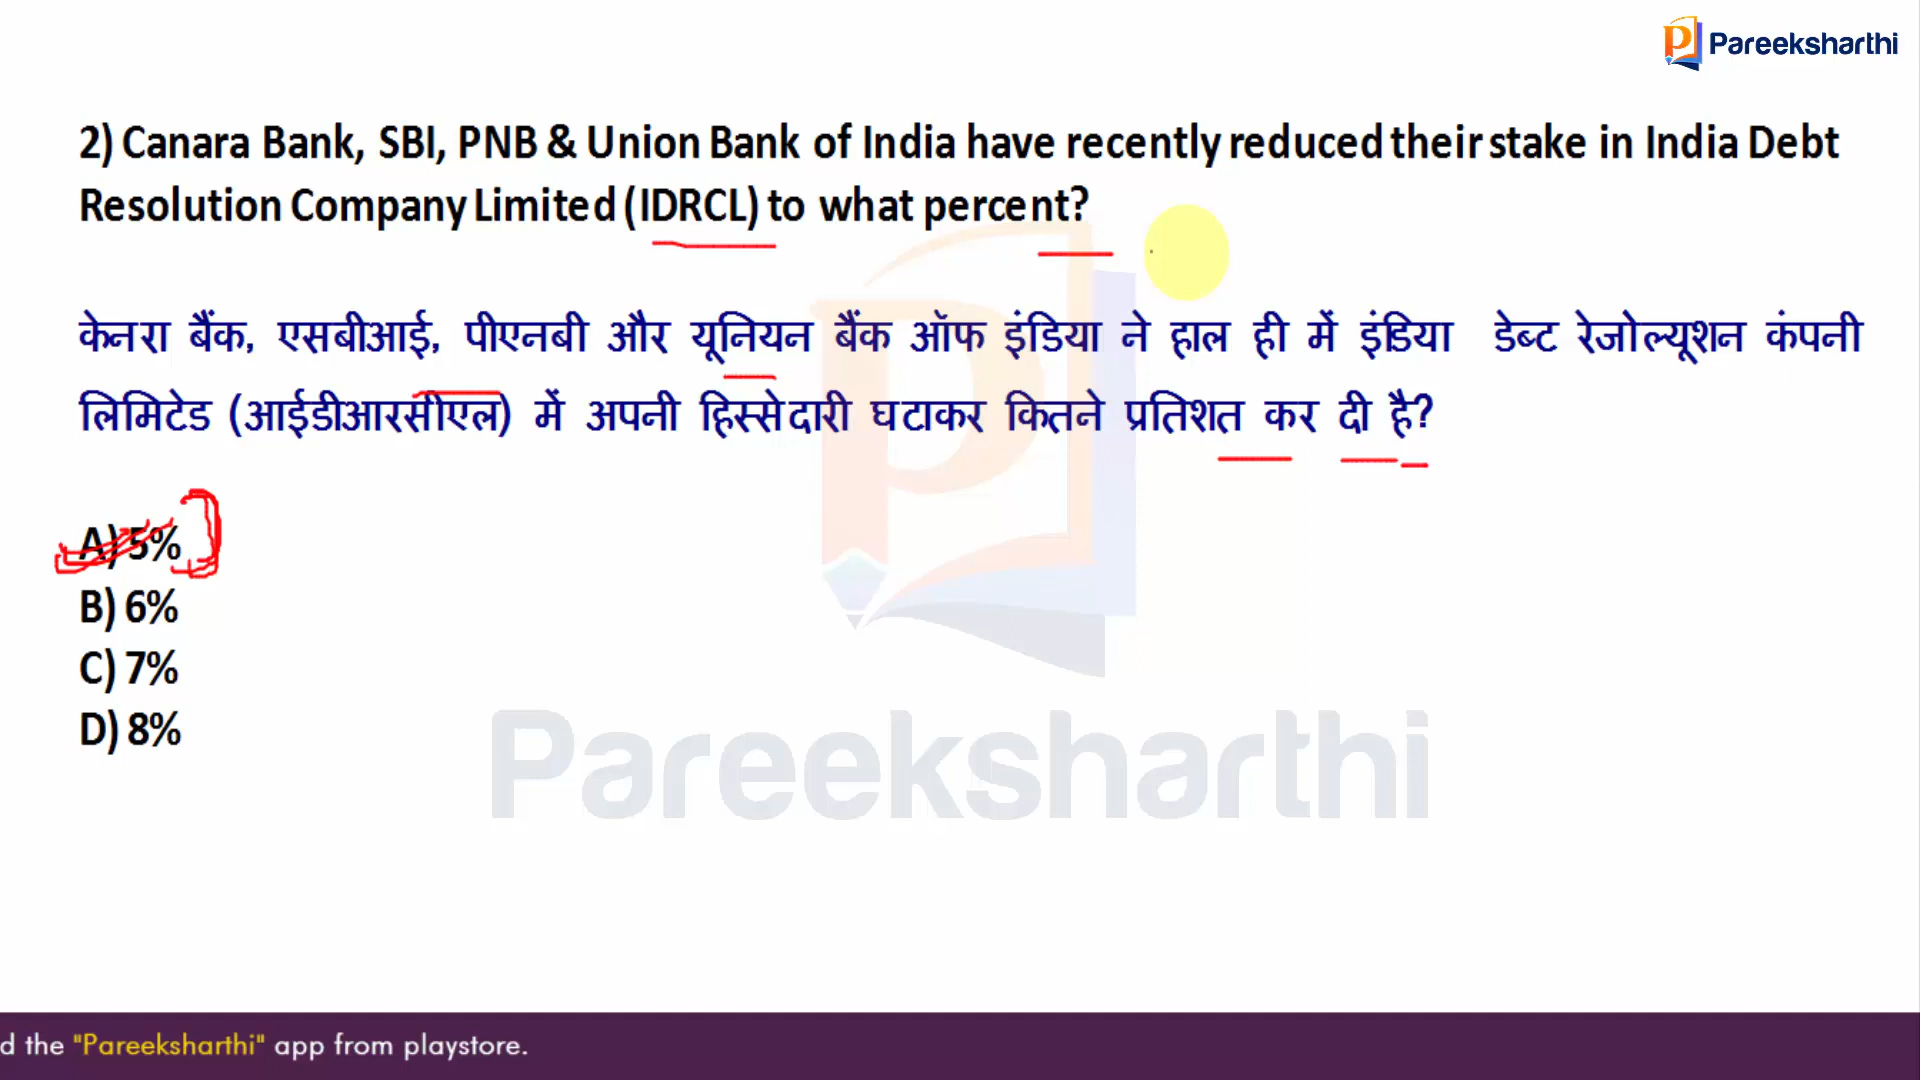 Pareeksharthi
2) Canara Bank, SBI, PNB & Union Bank of India have recently reduced their stake in India Debt
Resolution Company Limited (IDRCL) to what percent?
केनरा बैंक, एसबीआई, पीएनबी और यूनियन बैंक ऑफ इंडिया ने हाल ही में इंडिया डेब्ट रेजोल्यूशन कंपनी
लिमिटेड (आईडीआरसीएल) में अपनी हिस्सेदारी घटाकर कितने प्रतिशत कर दी है?
A) 5%
B) 6%
C) 7%
D) 8%
Pareeksharthi
d the "Pareeksharthi" app from playstore.